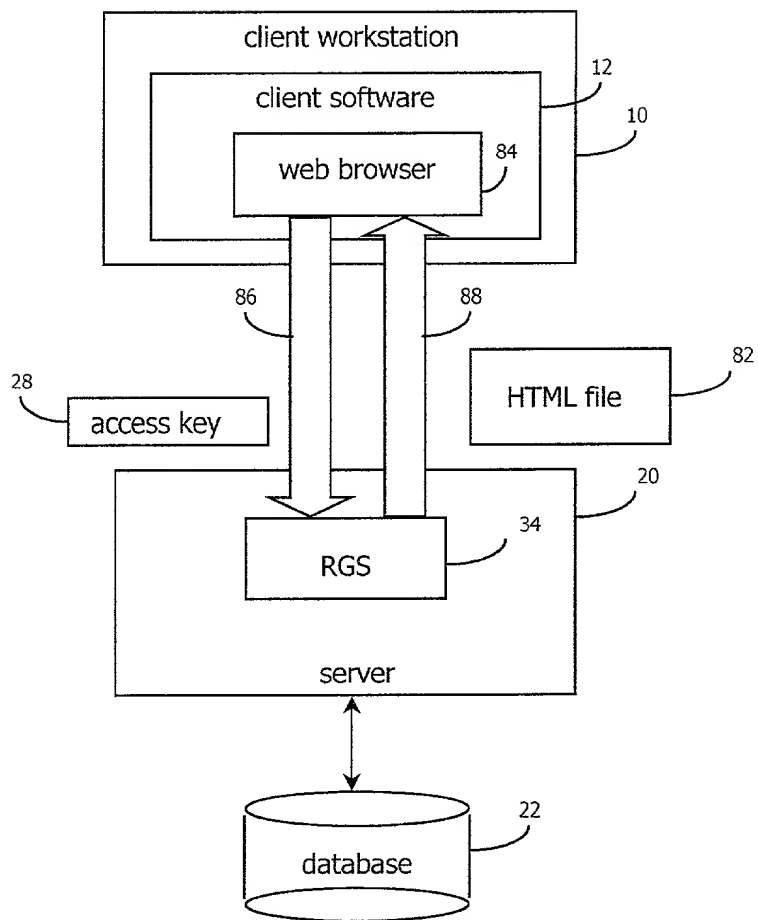 client workstation
12
client software
10
84
web browser
86
88
82
28
HTML file
access key
20
34
RGS
server
22
database